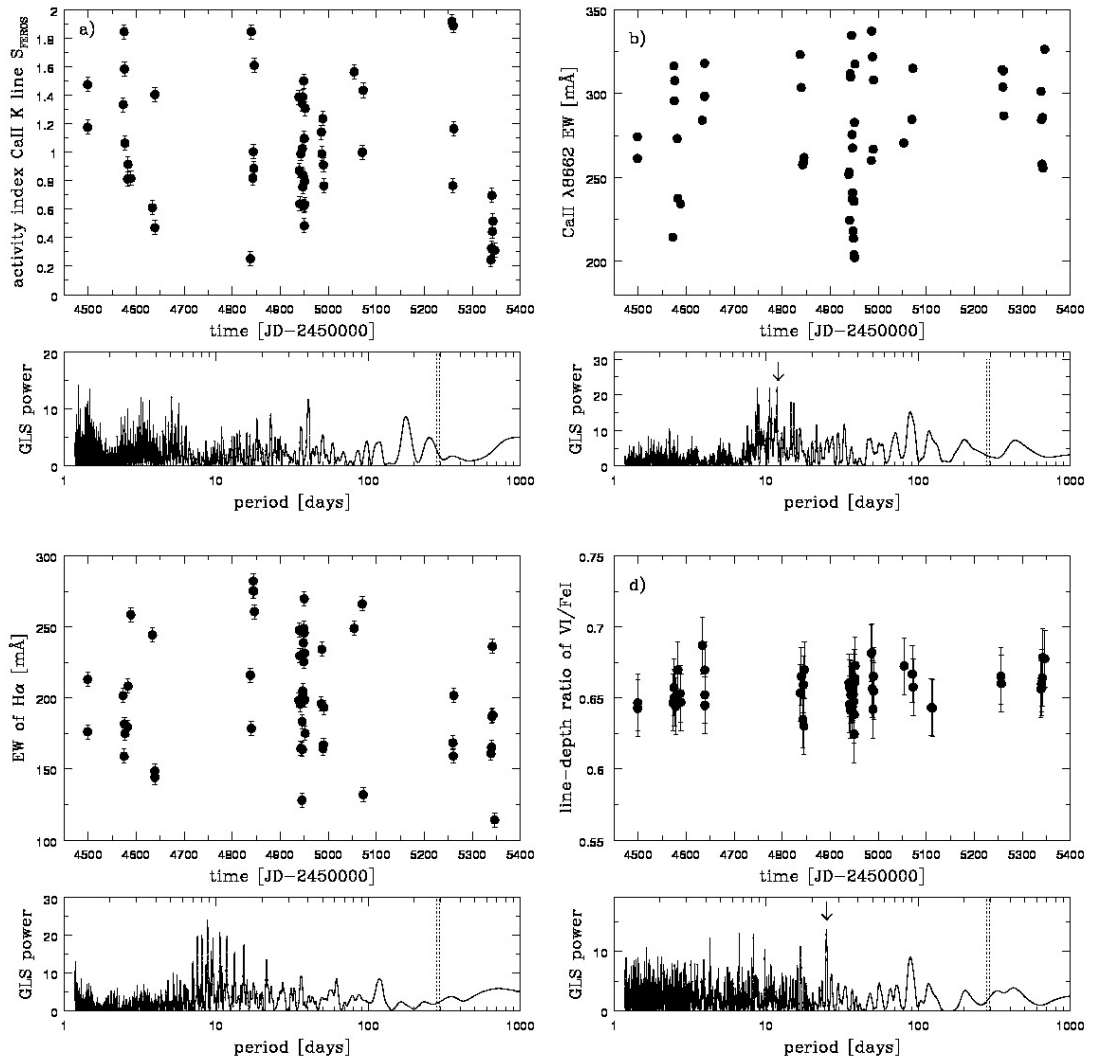 a)
activity index CaII K line S_FEROS
2
1.8
1.6
1.4
1.2
1
0.8
0.6
0.4
0.2
0
4500 4600 4700 4800 4900 5000 5100 5200 5300 5400
time [JD-2450000]
GLS power
20
10
0
1 10 100 1000
period [days]
b)
CaII λ8662 EW [mÅ]
350
300
250
200
4500 4600 4700 4800 4900 5000 5100 5200 5300 5400
time [JD-2450000]
GLS power
30
20
10
0
1 10 100 1000
period [days]
EW of Hα [mÅ]
300
250
200
150
100
4500 4600 4700 4800 4900 5000 5100 5200 5300 5400
time [JD-2450000]
GLS power
30
20
10
0
1 10 100 1000
period [days]
d)
line-depth ratio of VI/FeI
0.75
0.7
0.65
0.6
0.55
4500 4600 4700 4800 4900 5000 5100 5200 5300 5400
time [JD-2450000]
GLS power
10
0
1 10 100 1000
period [days]